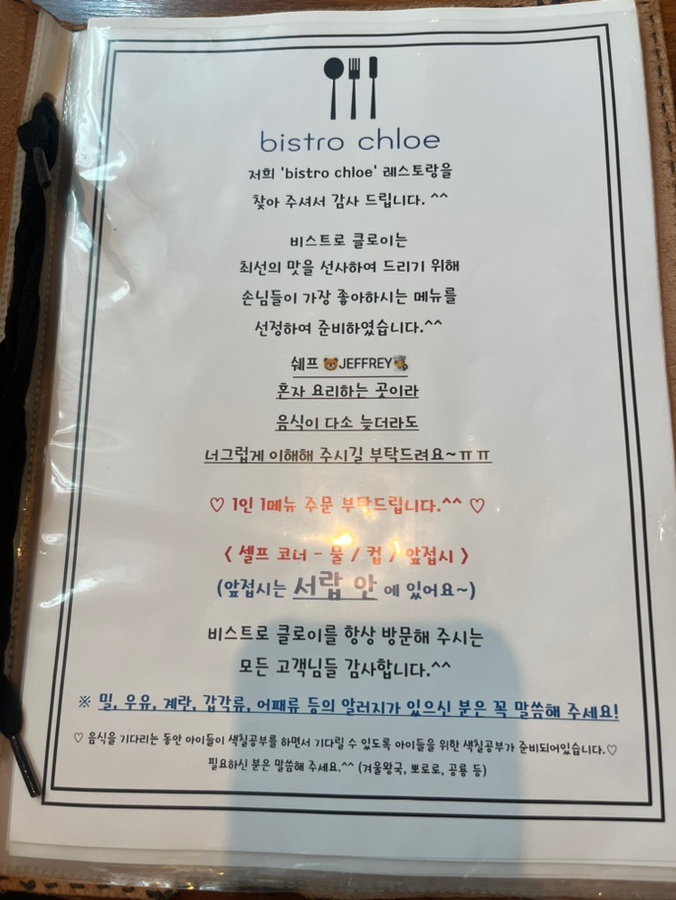 bistro chloe
저희 'bistro chloe' 레스토랑을
찾아 주셔서 감사 드립니다. ^^
비스트로 클로이는
최선의 맛을 선사하여 드리기 위해
손님들이 가장 좋아하시는 메뉴를
선정하여 준비하였습니다.^^
쉐프 🐻JEFFREY👨‍🍳
혼자 요리하는 곳이라
음식이 다소 늦더라도
너그럽게 이해해 주시길 부탁드려요~ㅠㅠ
♡ 1인 1메뉴 주문 부탁드립니다.^^ ♡
< 셀프 코너 - 물 / 컵 / 앞접시 >
(앞접시는 서랍 안 에 있어요~)
비스트로 클로이를 항상 방문해 주시는
모든 고객님들 감사합니다.^^
※ 밀, 우유, 계란, 갑각류, 어패류 등의 알러지가 있으신 분은 꼭 말씀해 주세요!
♡ 음식을 기다리는 동안 아이들이 색칠공부를 하면서 기다릴 수 있도록 아이들을 위한 색칠공부가 준비되어있습니다.♡
필요하신 분은 말씀해 주세요.^^ (겨울왕국, 뽀로로, 공룡 등)